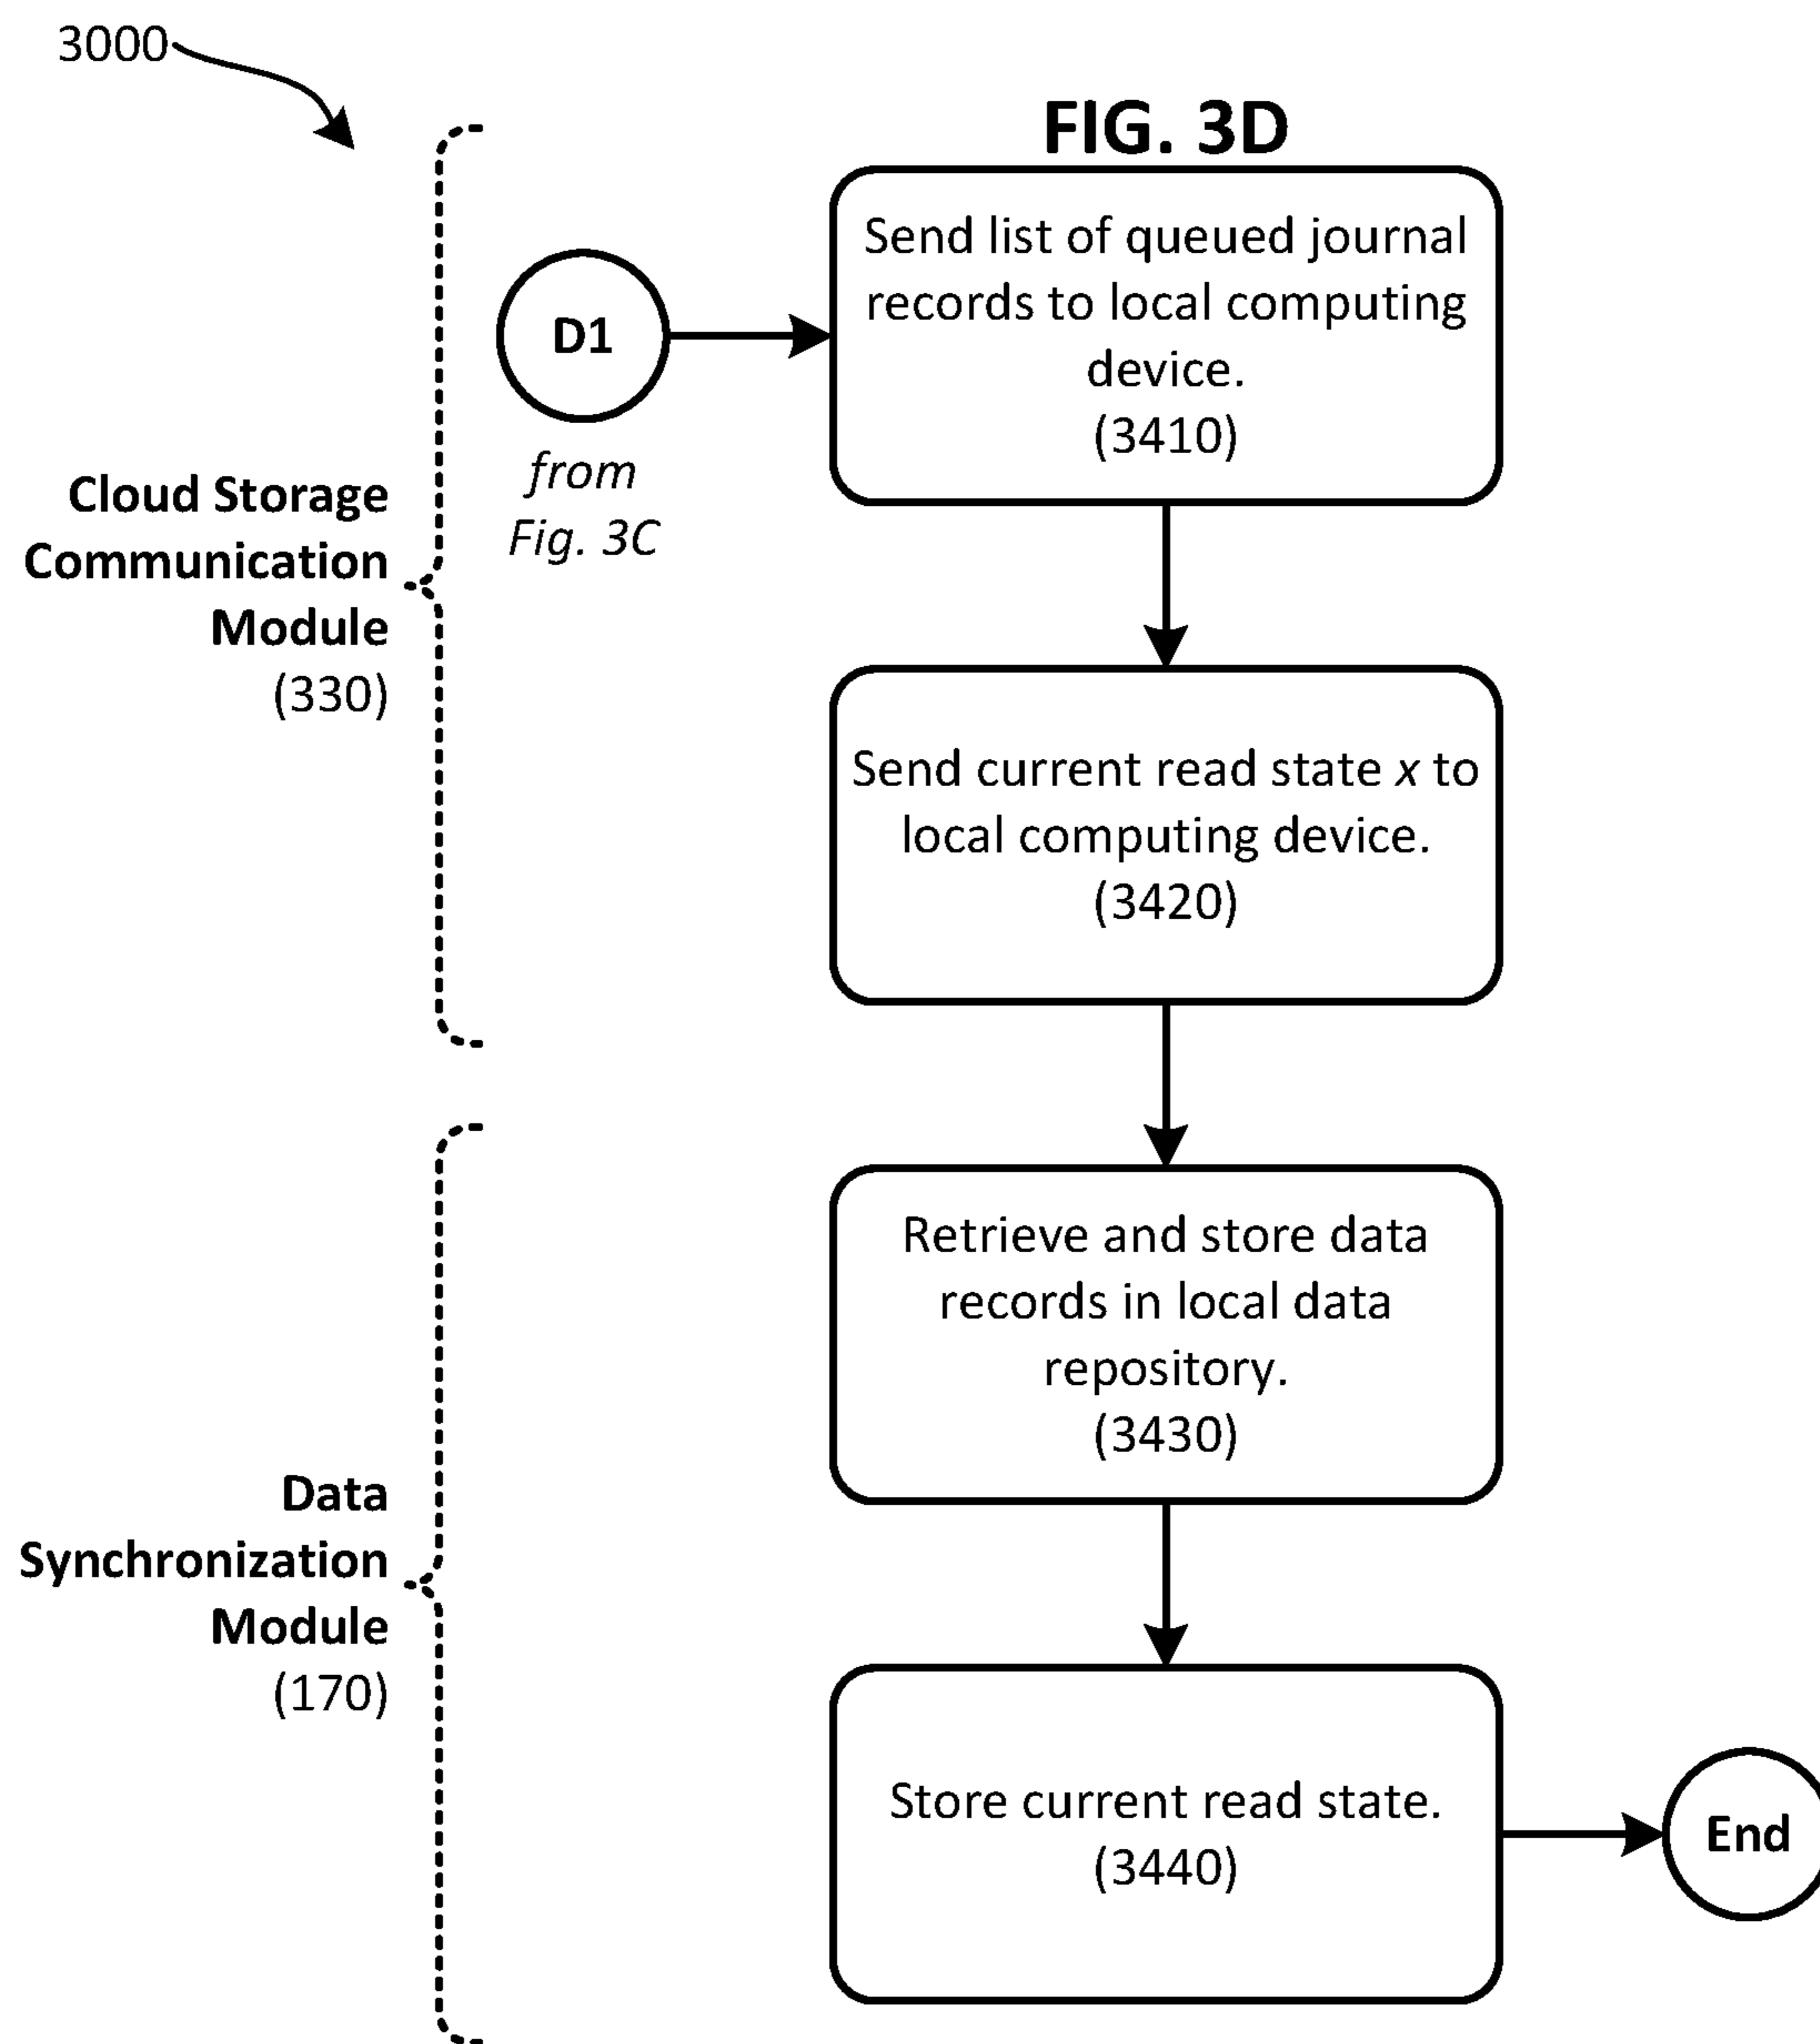 3000
FIG. 3D
Send list of queued journal
records to local computing
device.
(3410)
D1
from
Fig. 3C
Cloud Storage
Communication
Module
(330)
Send current read state x to
local computing device.
(3420)
Retrieve and store data
records in local data
repository.
(3430)
Data
Synchronization
Module
(170)
Store current read state.
(3440)
End